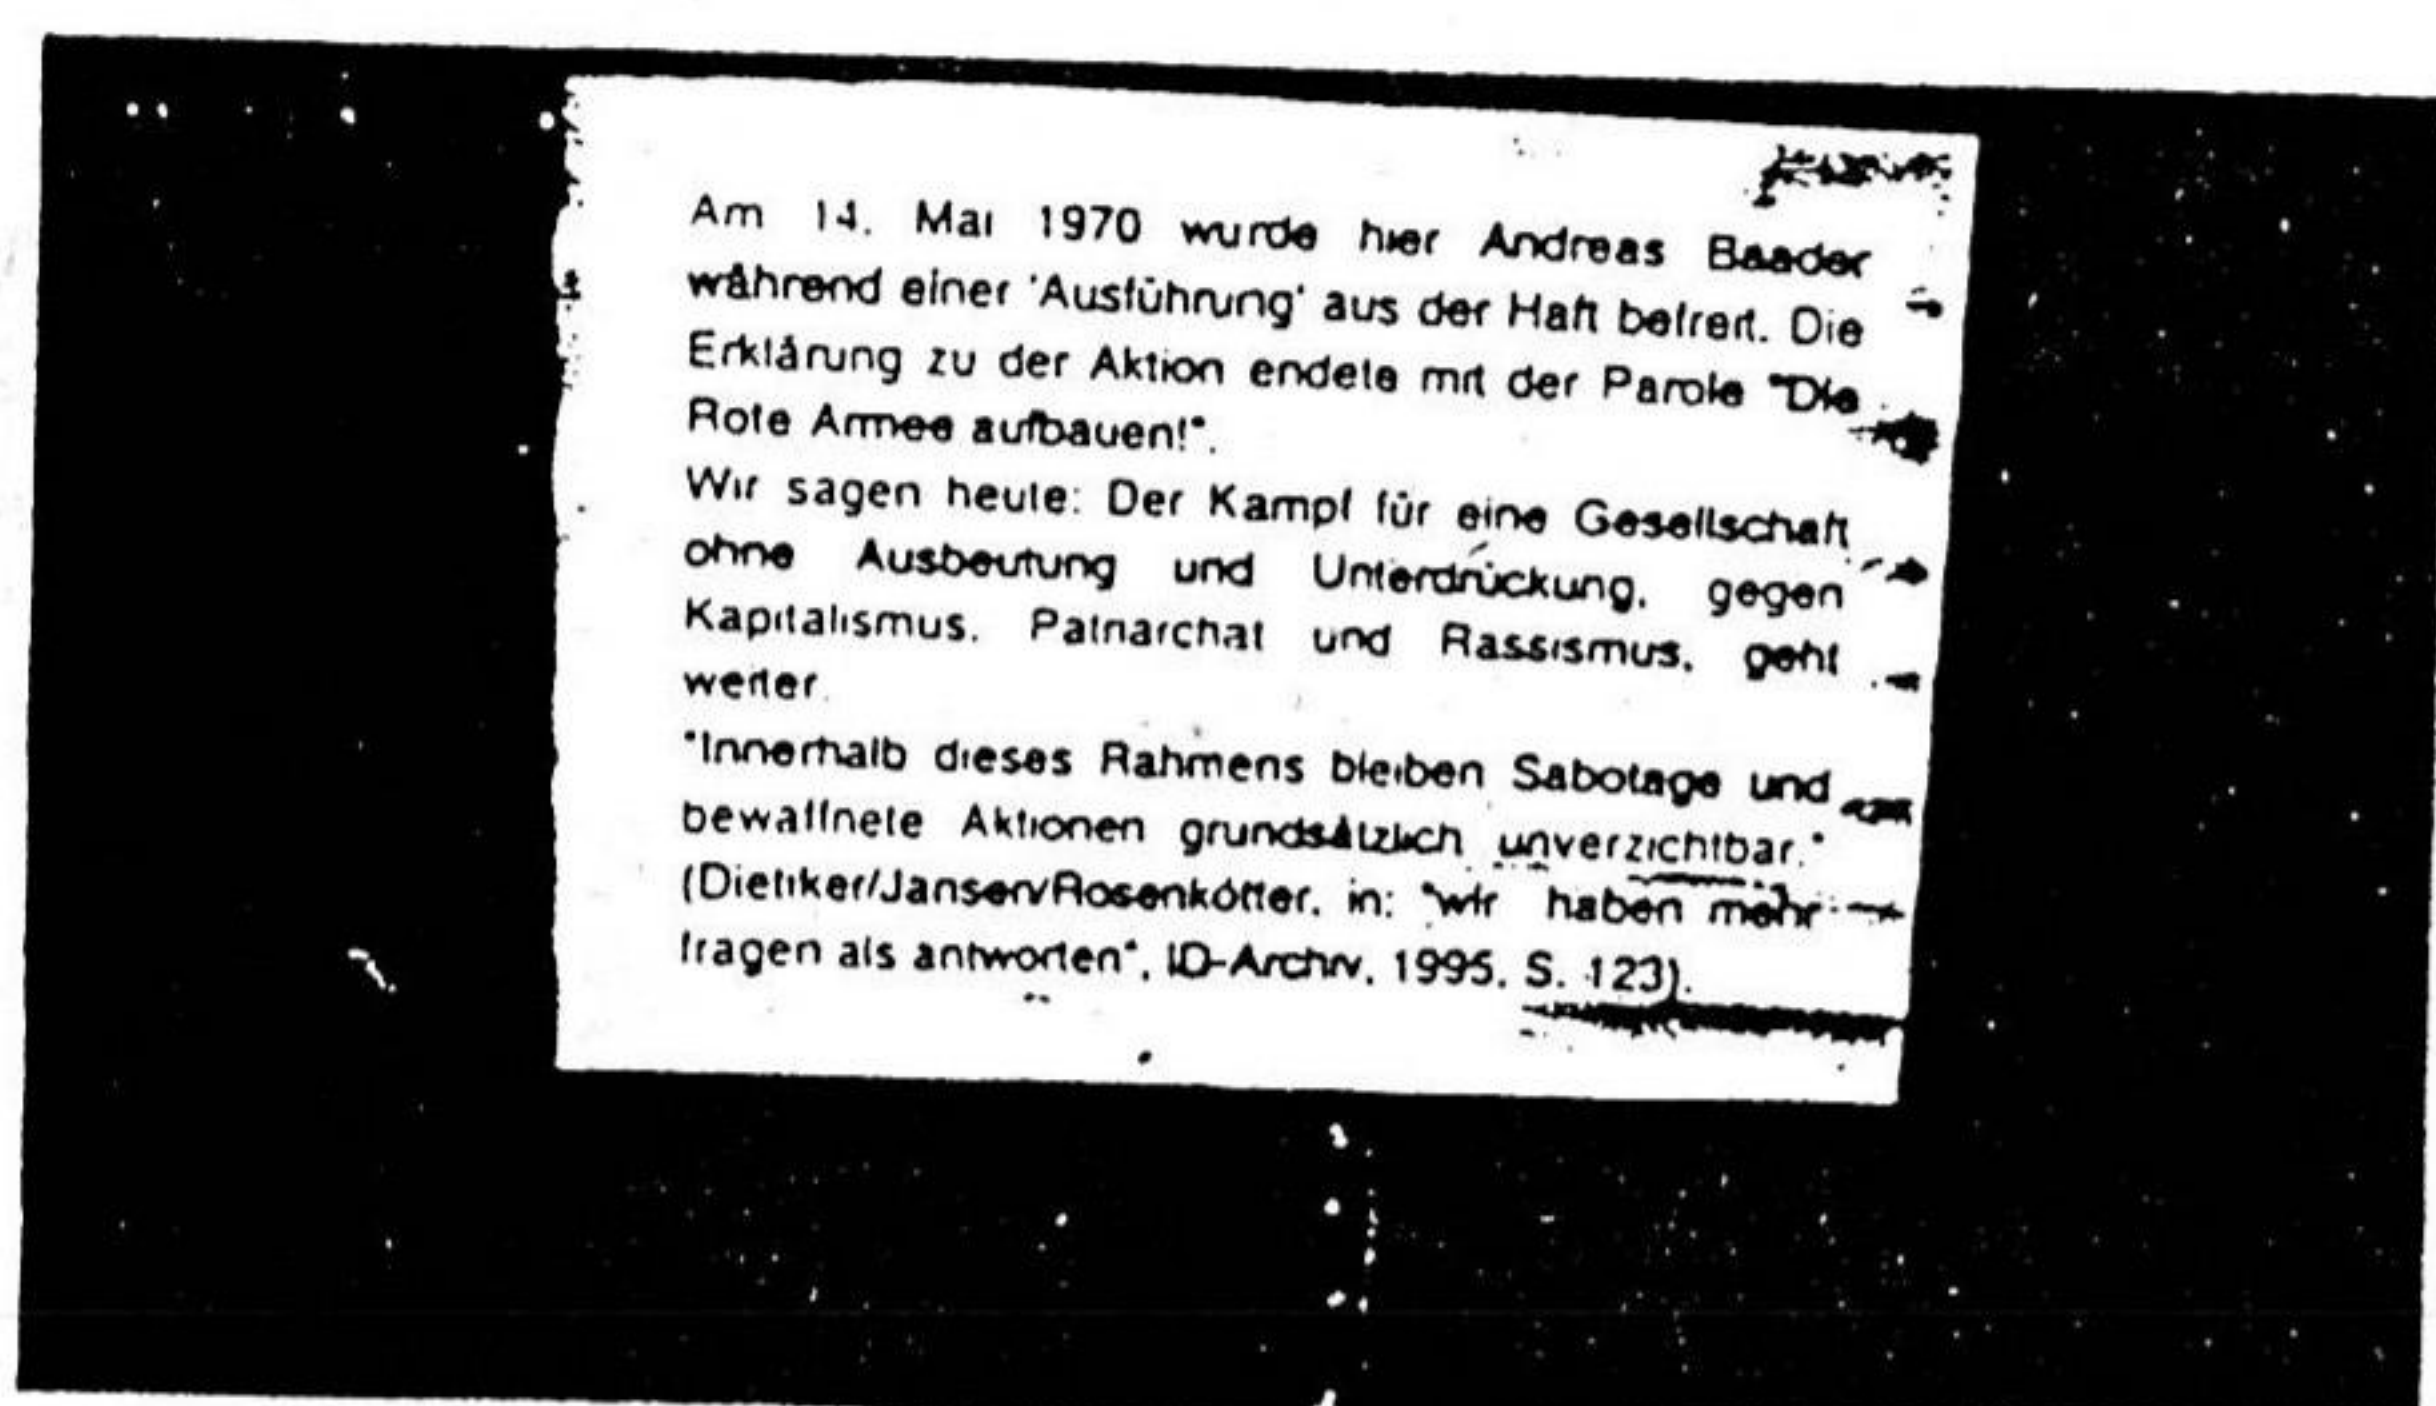 Am 14. Mai 1970 wurde hier Andreas Baader
während einer 'Ausführung' aus der Haft befreit. Die
Erklärung zu der Aktion endete mit der Parole "Die
Rote Armee aufbauen!".
Wir sagen heute: Der Kampf für eine Gesellschaft
ohne Ausbeutung und Unterdrückung, gegen
Kapitalismus, Patriarchat und Rassismus, geht
weiter.
"Innerhalb dieses Rahmens bleiben Sabotage und
bewaffnete Aktionen grundsätzlich unverzichtbar."
(Dietiker/Jansen/Rosenkötter, in: "wir haben mehr
fragen als antworten", ID-Archiv, 1995, S. 123).